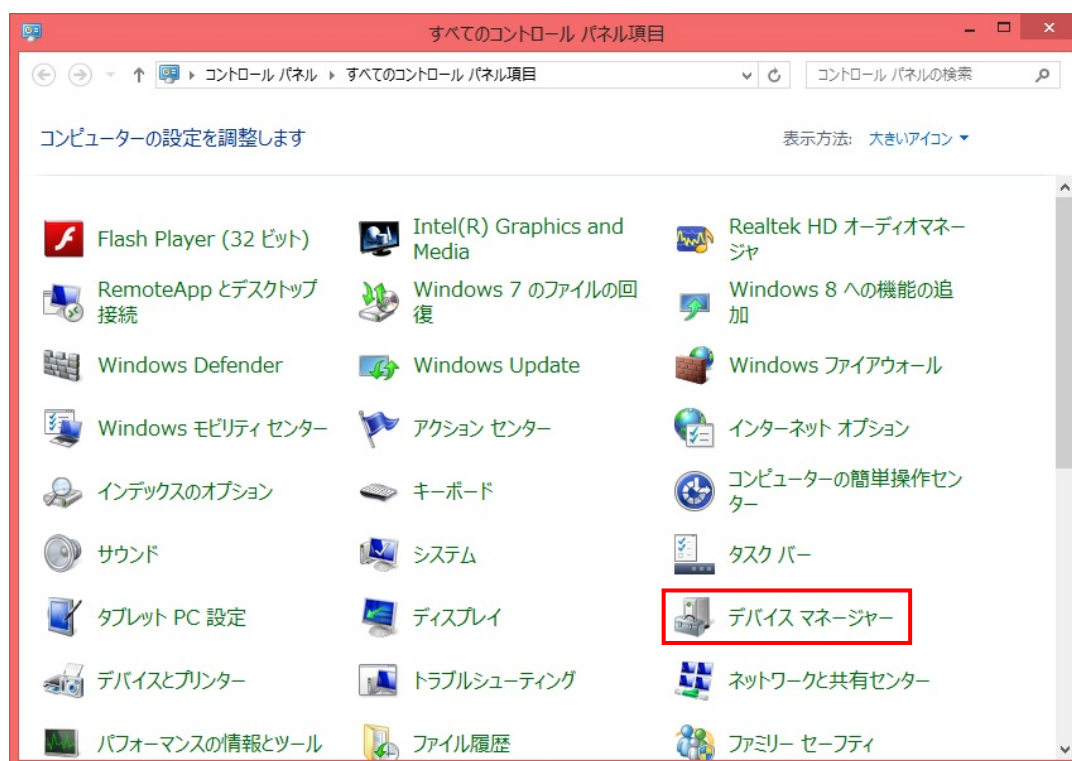 すべてのコントロール パネル項目
コントロール パネル すべてのコントロール パネル項目
コントロール パネルの検索
コンピューターの設定を調整します
表示方法: 大きいアイコン
Flash Player (32 ビット)
Intel(R) Graphics and
Media
Realtek HD オーディオマネー
ジャ
RemoteApp とデスクトップ
接続
Windows 7 のファイルの回
復
Windows 8 への機能の追
加
Windows Defender
Windows Update
Windows ファイアウォール
Windows モビリティ センター
アクション センター
インターネット オプション
インデックスのオプション
キーボード
コンピューターの簡単操作セン
ター
サウンド
システム
タスク バー
タブレット PC 設定
ディスプレイ
デバイス マネージャー
デバイスとプリンター
トラブルシューティング
ネットワークと共有センター
パフォーマンスの情報とツール
ファイル履歴
ファミリー セーフティ